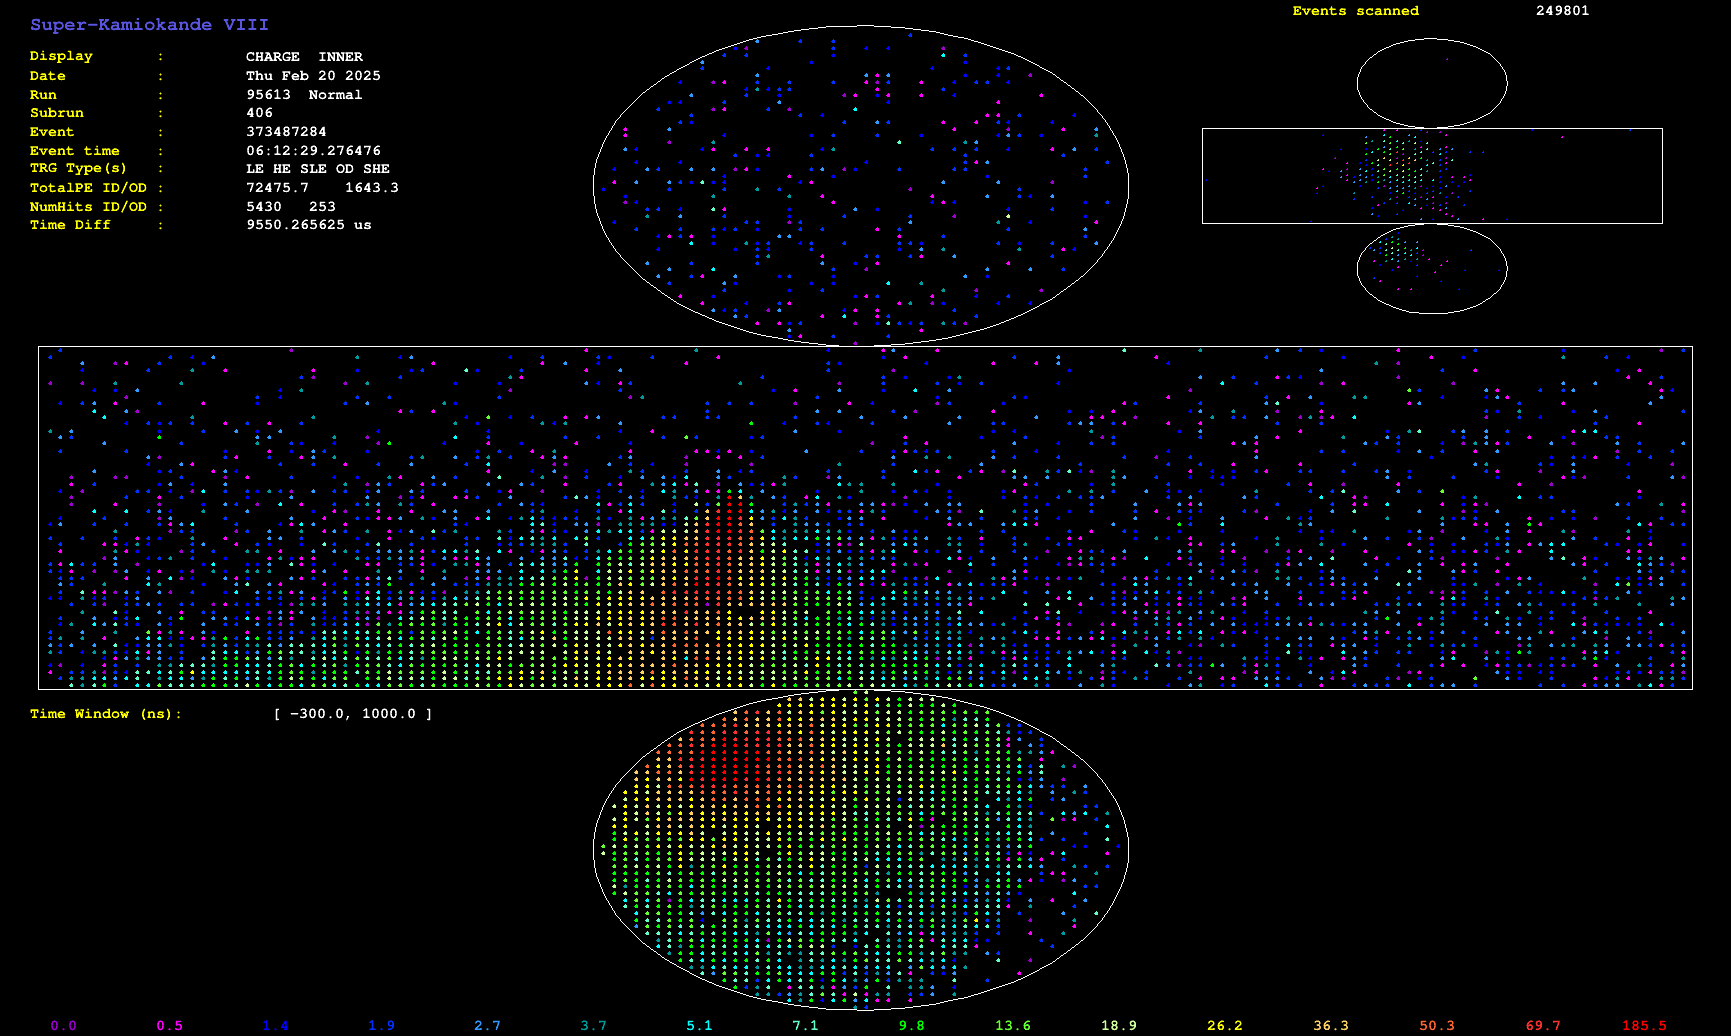 Super-Kamiokande VIII
Events scanned 249801
Display : CHARGE INNER
Date : Thu Feb 20 2025
Run : 95613 Normal
Subrun : 406
Event : 373487284
Event time : 06:12:29.276476
TRG Type(s) : LE HE SLE OD SHE
TotalPE ID/OD : 72475.7 1643.3
NumHits ID/OD : 5430 253
Time Diff : 9550.265625 us
Time Window (ns): [ -300.0, 1000.0 ]
0.0 0.5 1.4 1.9 2.7 3.7 5.1 7.1 9.8 13.6 18.9 26.2 36.3 50.3 69.7 185.5